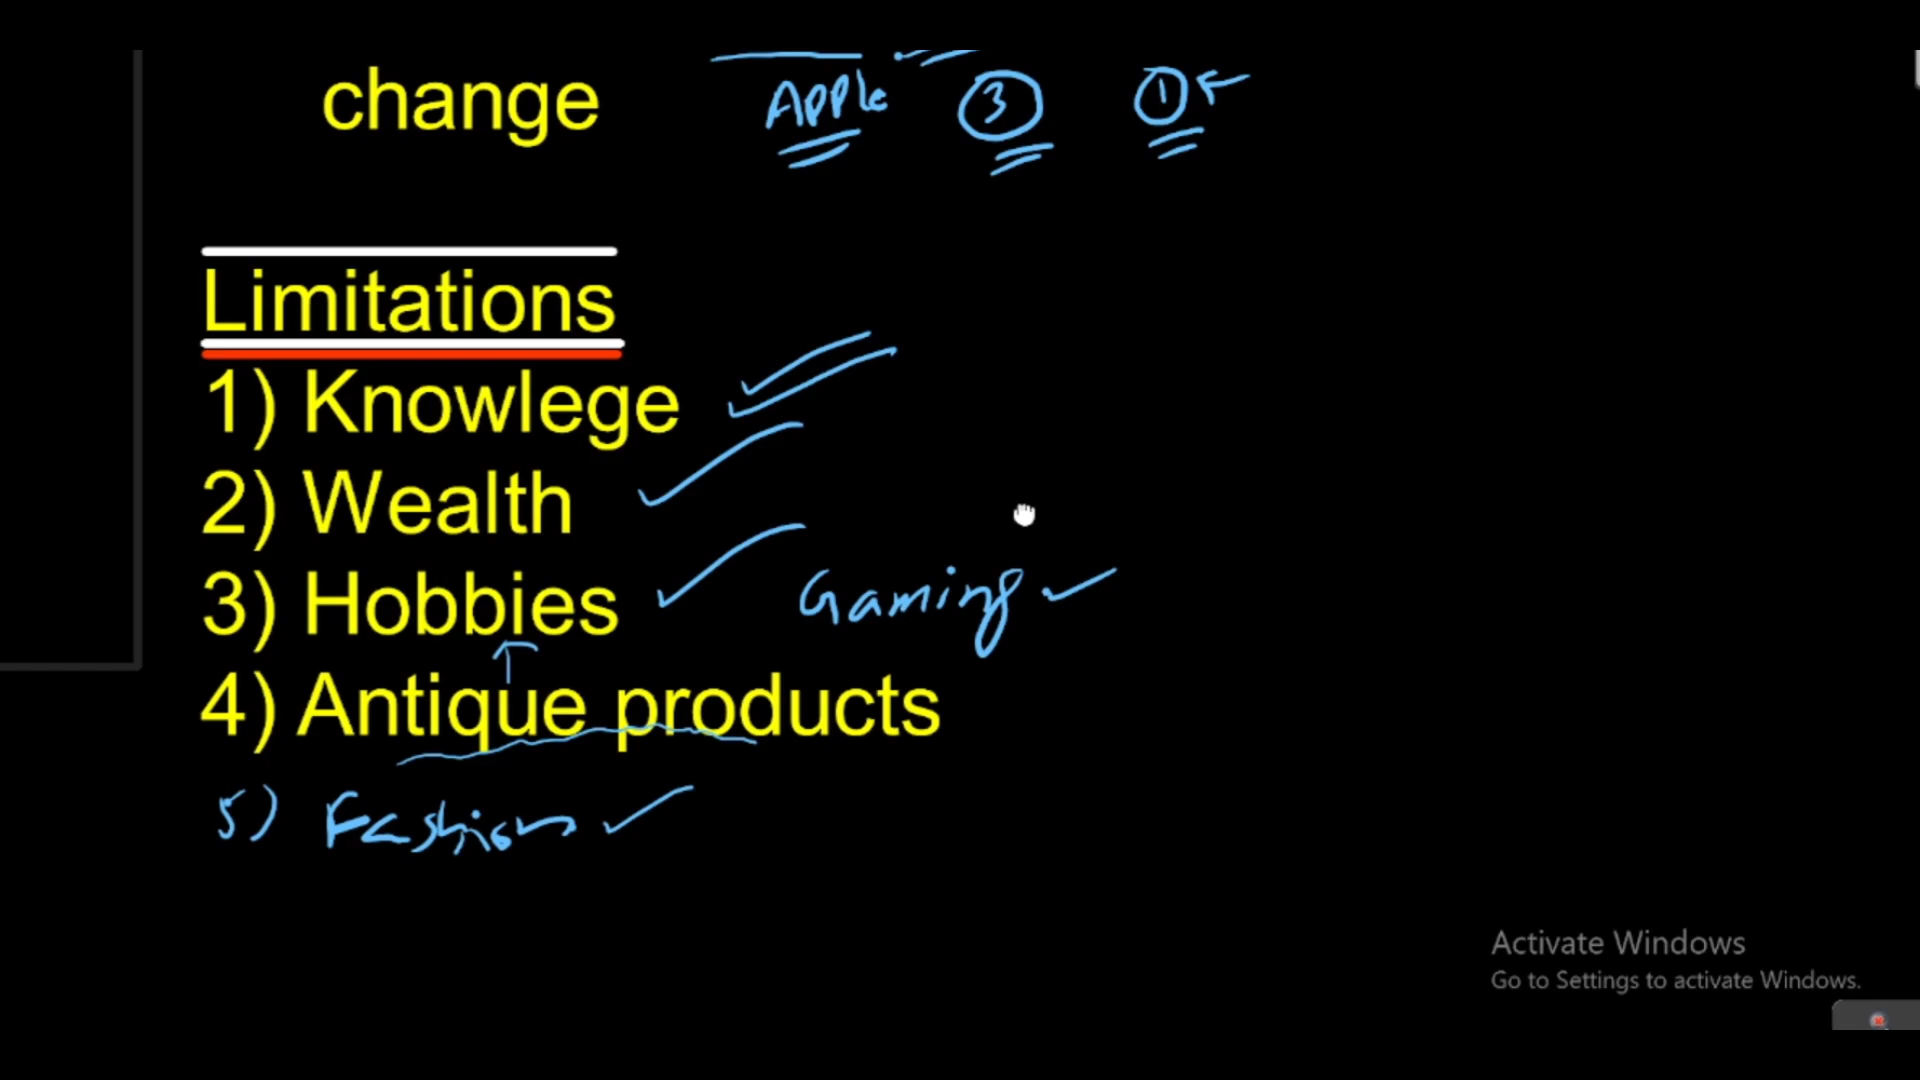 change Apple 3 1
Limitations
1) Knowlege
2) Wealth
3) Hobbies Gaming
4) Antique products
5) Fashion
Activate Windows
Go to Settings to activate Windows.